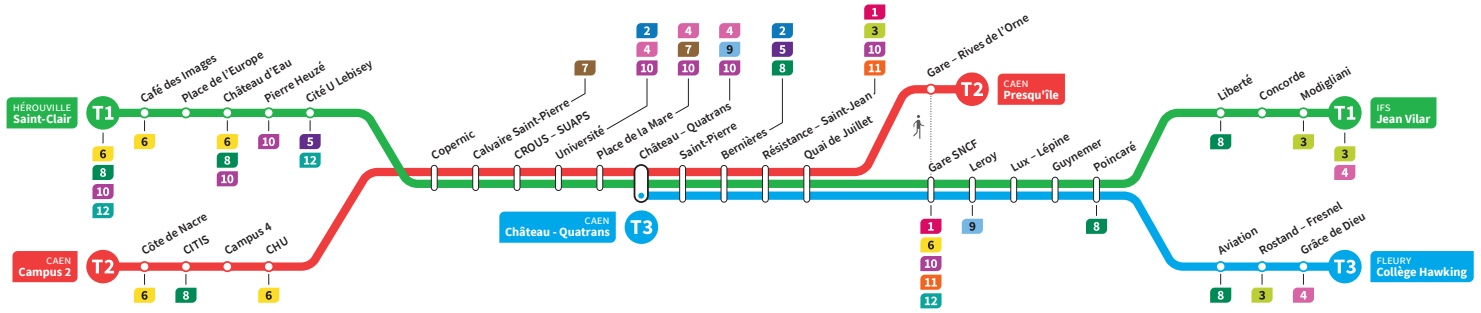 HÉROUVILLE
Saint-Clair
T1
6
8
10
12
Café des Images
6
Place de l'Europe
Château d'Eau
6
8
10
Pierre Heuzé
10
Cité U Lebisey
5
12
CAEN
Campus 2
T2
Côte de Nacre
6
CITIS
8
Campus 4
CHU
6
Copernic
Calvaire Saint-Pierre
7
CROUS – SUAPS
Université
2
4
10
Place de la Mare
4
7
10
Château – Quatrans
4
9
10
CAEN
Château - Quatrans
T3
Saint-Pierre
Bernières
2
5
8
Résistance – Saint-Jean
1
3
10
11
Quai de Juillet
Gare – Rives de l'Orne
T2
CAEN
Presqu'île
Gare SNCF
1
6
10
11
12
Leroy
9
Lux – Lépine
Guynemer
Poincaré
8
Liberté
8
Concorde
Modigliani
3
T1
3
4
IFS
Jean Vilar
Aviation
8
Rostand – Fresnel
3
Grâce de Dieu
4
T3
FLEURY
Collège Hawking